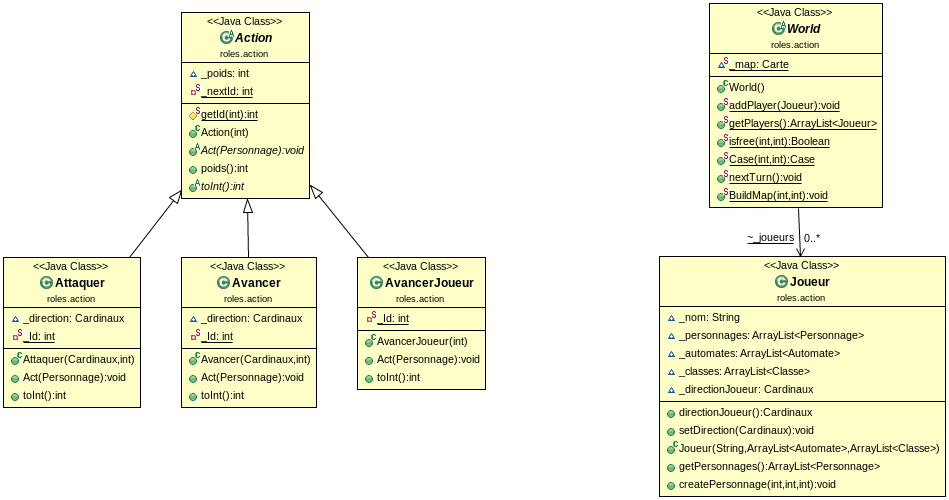 <<Java Class>>
Action
roles.action
_poids: int
_nextId: int
getId(int):int
Action(int)
Act(Personnage):void
poids():int
toInt():int
<<Java Class>>
World
roles.action
_map: Carte
World()
addPlayer(Joueur):void
getPlayers():ArrayList<Joueur>
isfree(int,int):Boolean
Case(int,int):Case
nextTurn():void
BuildMap(int,int):void
~_joueurs 0..*
<<Java Class>>
Attaquer
roles.action
_direction: Cardinaux
_Id: int
Attaquer(Cardinaux,int)
Act(Personnage):void
toInt():int
<<Java Class>>
Avancer
roles.action
_direction: Cardinaux
_Id: int
Avancer(Cardinaux,int)
Act(Personnage):void
toInt():int
<<Java Class>>
AvancerJoueur
roles.action
_Id: int
AvancerJoueur(int)
Act(Personnage):void
toInt():int
<<Java Class>>
Joueur
roles.action
_nom: String
_personnages: ArrayList<Personnage>
_automates: ArrayList<Automate>
_classes: ArrayList<Classe>
_directionJoueur: Cardinaux
directionJoueur():Cardinaux
setDirection(Cardinaux):void
Joueur(String,ArrayList<Automate>,ArrayList<Classe>)
getPersonnages():ArrayList<Personnage>
createPersonnage(int,int,int):void